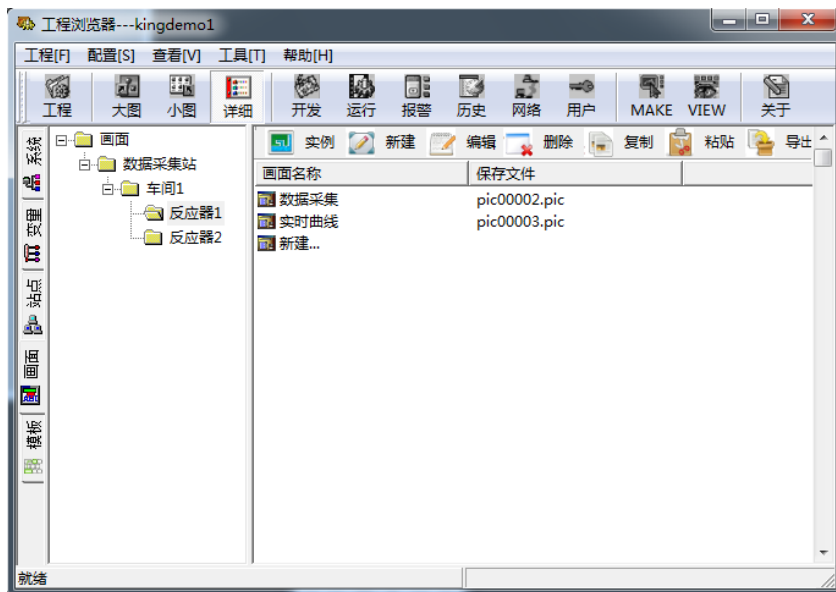 工程浏览器---kingdemo1
工程[F] 配置[S] 查看[V] 工具[T] 帮助[H]
工程 大图 小图 详细 开发 运行 报警 历史 网络 用户 MAKE VIEW 关于
系统
变量
站点
画面
模板
画面
数据采集站
车间1
反应器1
反应器2
实例 新建 编辑 删除 复制 粘贴 导出
画面名称 保存文件
数据采集 pic00002.pic
实时曲线 pic00003.pic
新建...
就绪